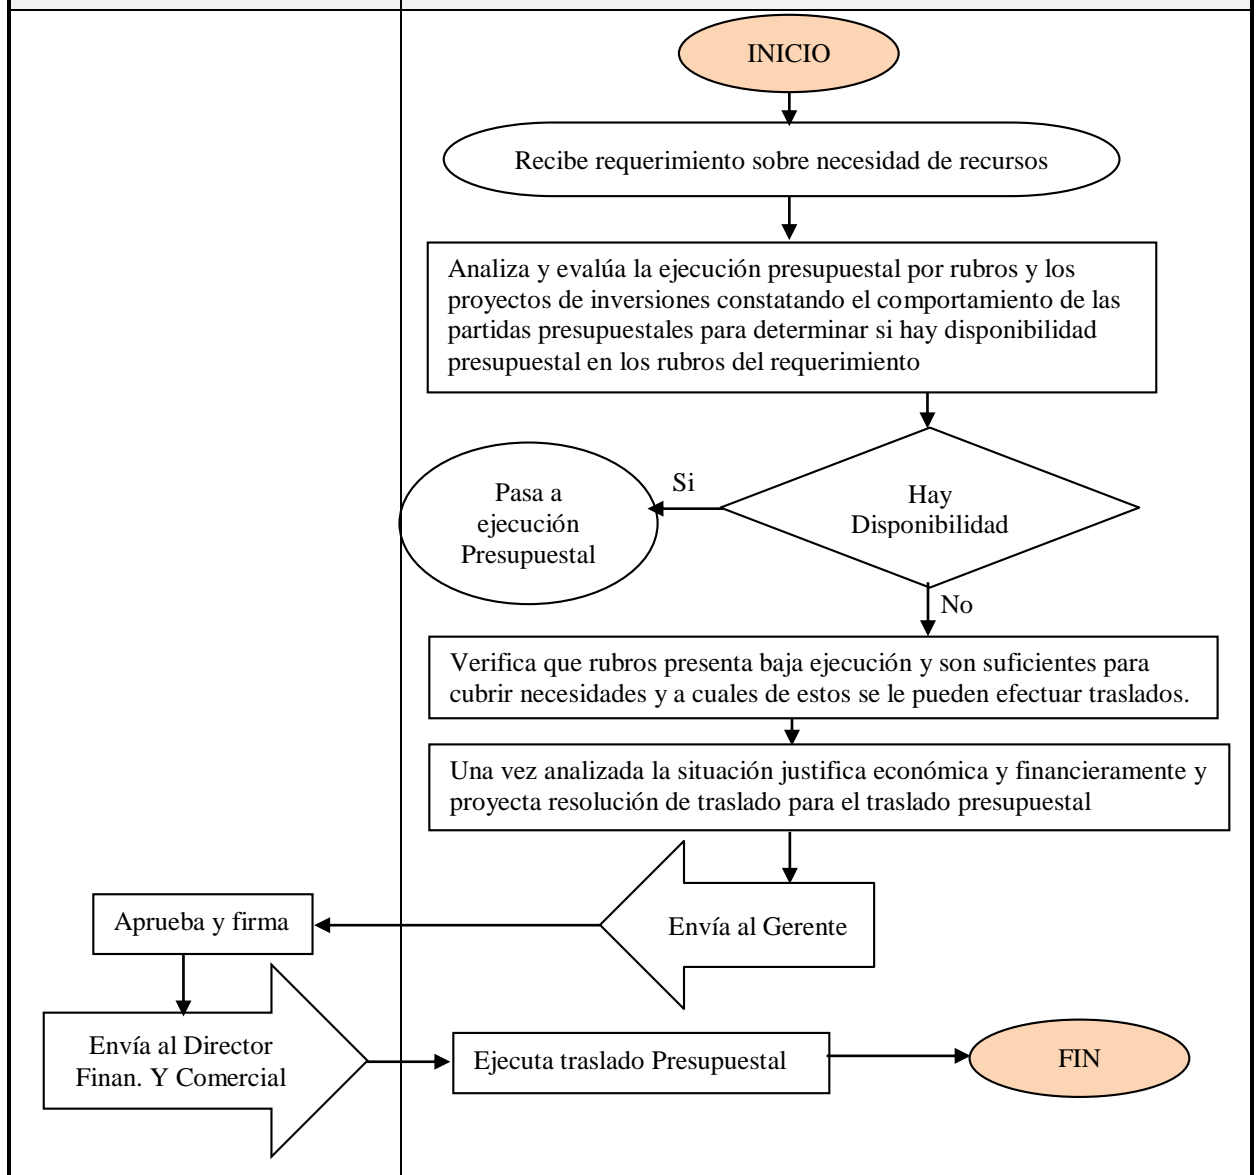 INICIO
Recibe requerimiento sobre necesidad de recursos
Analiza y evalúa la ejecución presupuestal por rubros y los
proyectos de inversiones constatando el comportamiento de las
partidas presupuestales para determinar si hay disponibilidad
presupuestal en los rubros del requerimiento
Hay
Disponibilidad
Si
Pasa a
ejecución
Presupuestal
No
Verifica que rubros presenta baja ejecución y son suficientes para
cubrir necesidades y a cuales de estos se le pueden efectuar traslados.
Una vez analizada la situación justifica económica y financieramente y
proyecta resolución de traslado para el traslado presupuestal
Envía al Gerente
Aprueba y firma
Envía al Director
Finan. Y Comercial
Ejecuta traslado Presupuestal
FIN